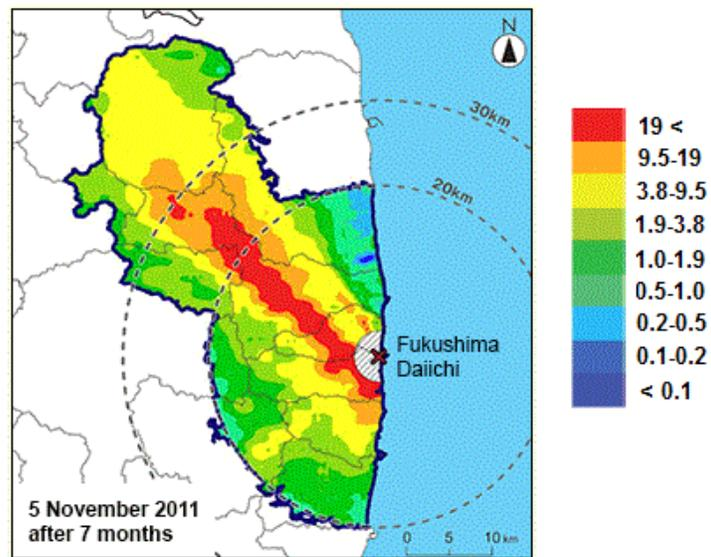 N
30km
20km
Fukushima
Daiichi
5 November 2011
after 7 months
0 5 10 km
19 <
9.5-19
3.8-9.5
1.9-3.8
1.0-1.9
0.5-1.0
0.2-0.5
0.1-0.2
< 0.1